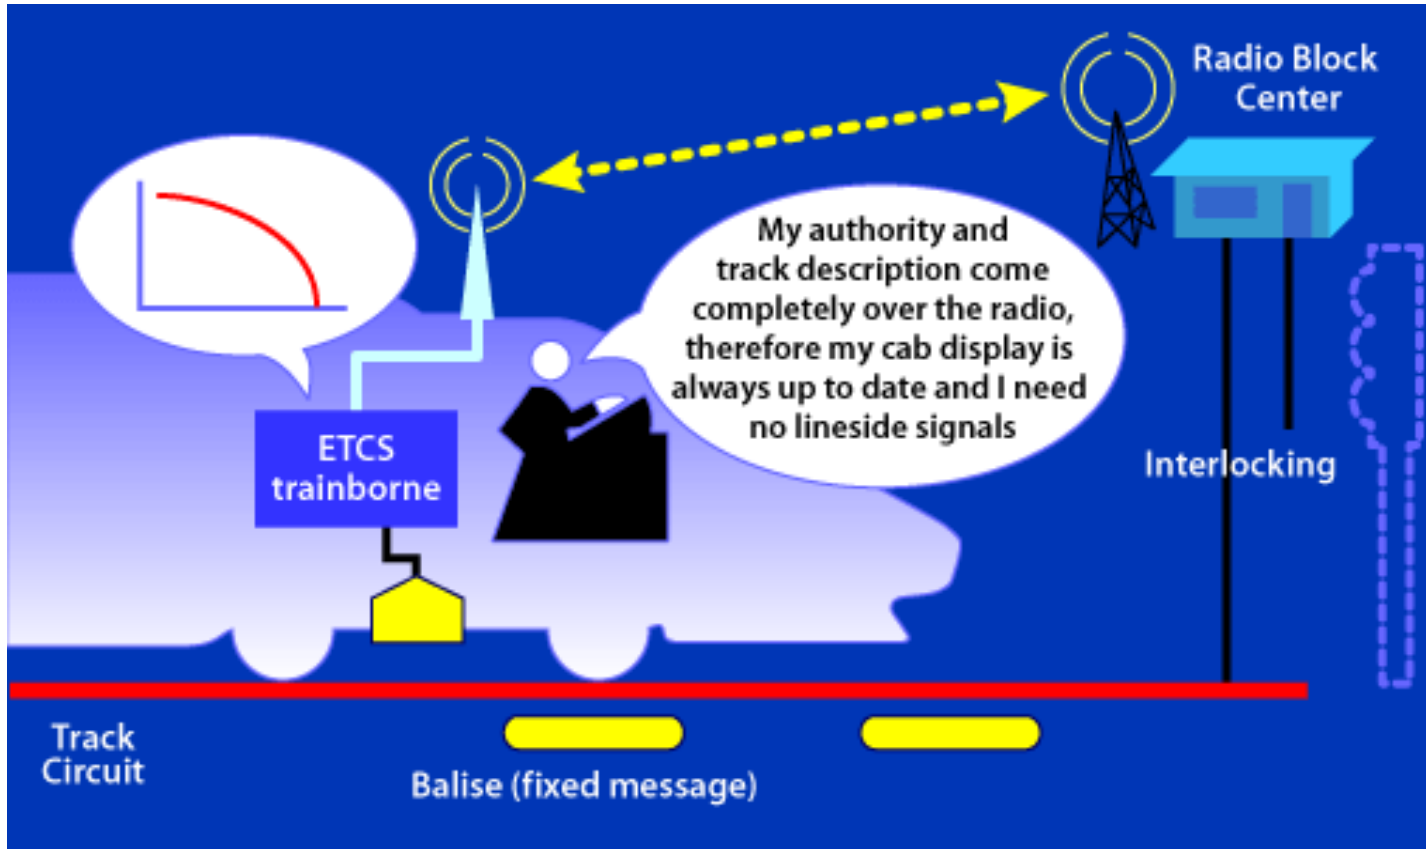 Radio Block
Center
My authority and
track description come
completely over the radio,
therefore my cab display is
always up to date and I need
no lineside signals
ETCS
trainborne
Interlocking
Track
Circuit
Balise (fixed message)